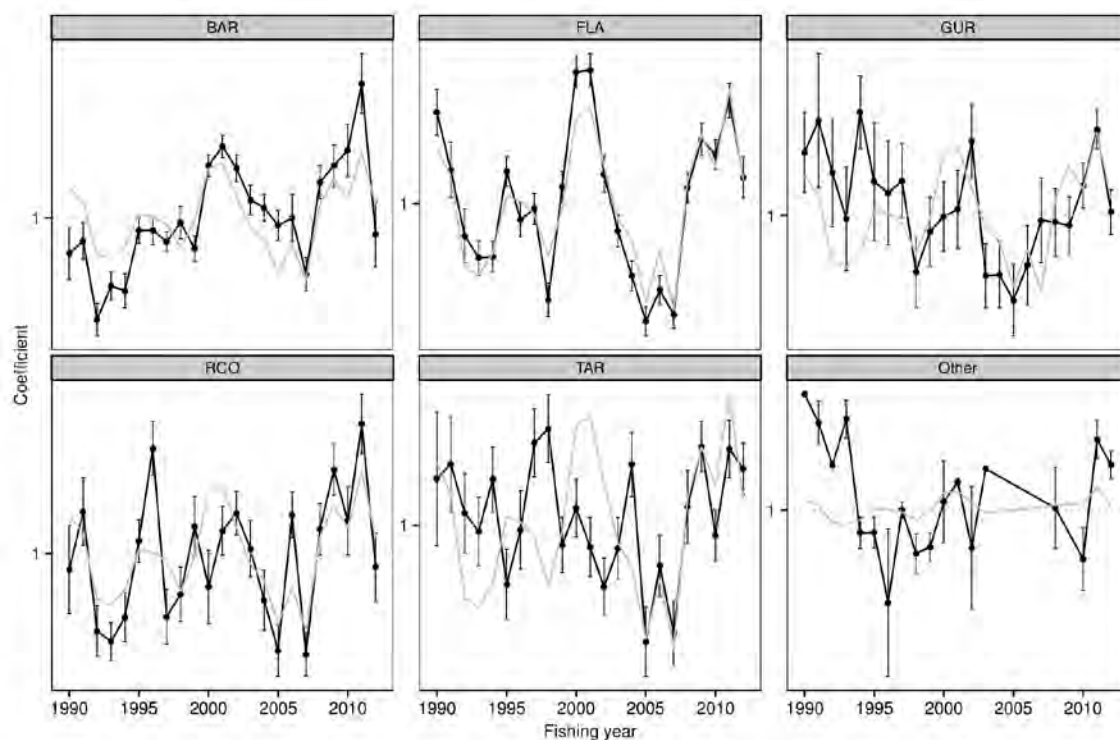 BAR FLA GUR
1 1 1
Coefficient
RCO TAR Other
1 1 1
1990 1995 2000 2005 2010 1990 1995 2000 2005 2010 1990 1995 2000 2005 2010
Fishing year